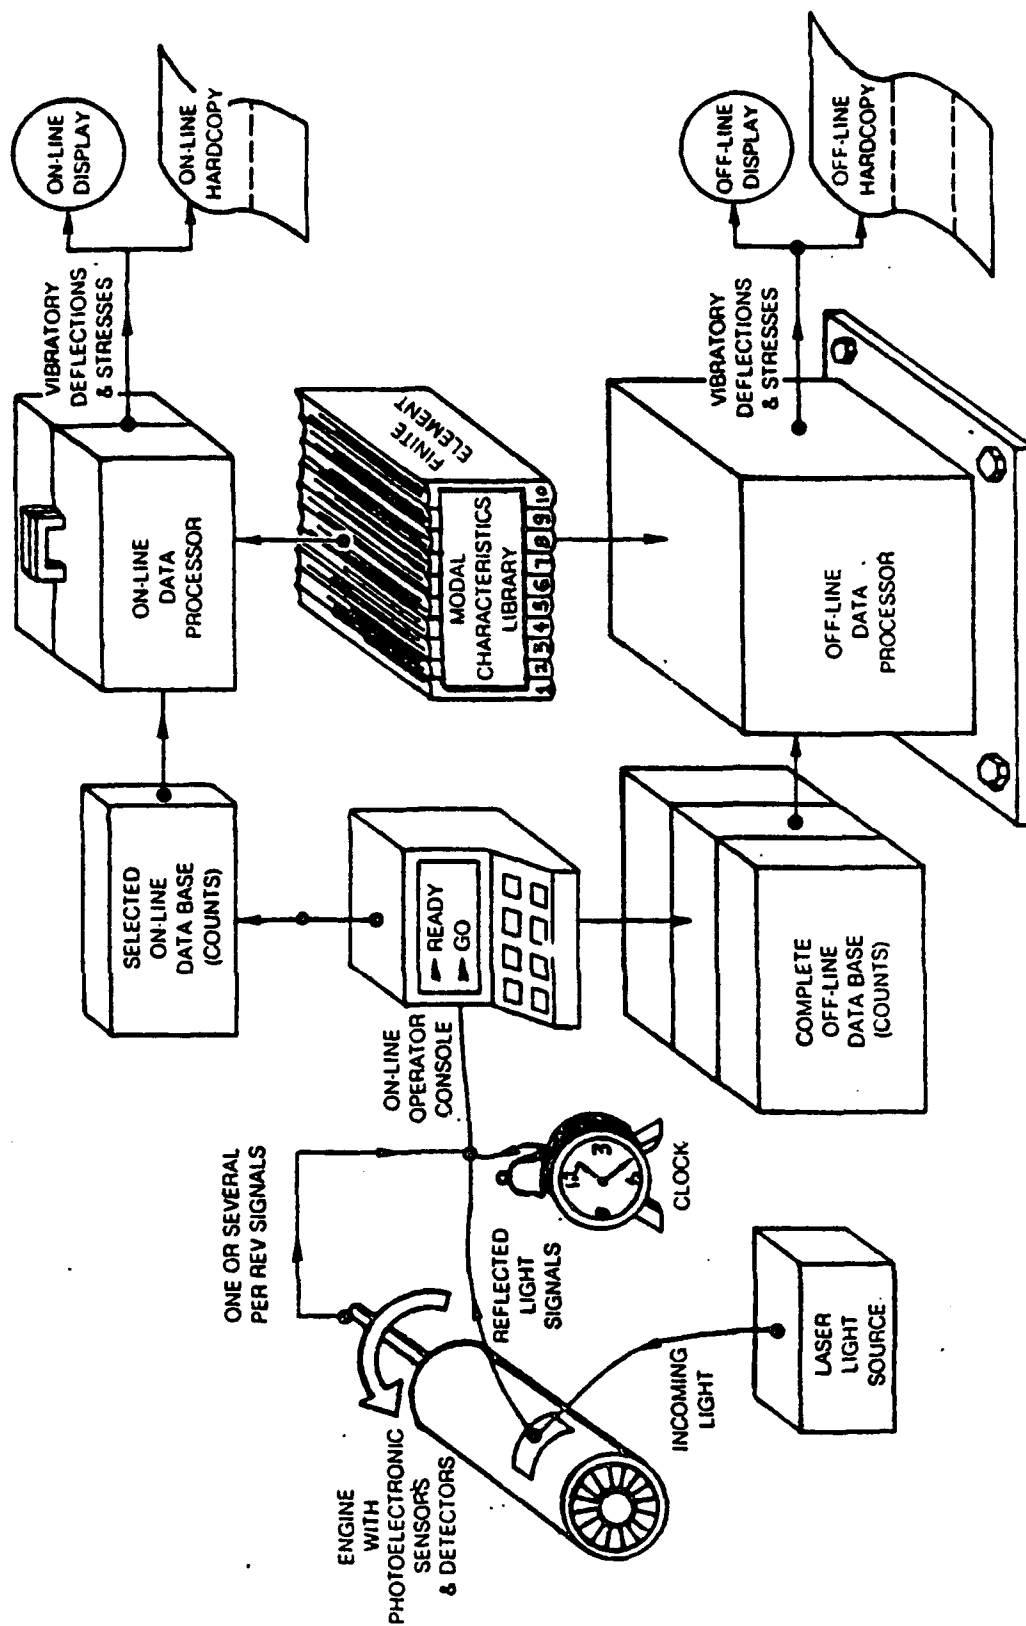 ENGINE
WITH
PHOTOELECTRONIC
SENSORS
& DETECTORS
ONE OR SEVERAL
PER REV SIGNALS
REFLECTED
LIGHT
SIGNALS
INCOMING
LIGHT
LASER
LIGHT
SOURCE
12
3
6
9
CLOCK
ON-LINE
OPERATOR
CONSOLE
READY
GO
SELECTED
ON-LINE
DATA BASE
(COUNTS)
COMPLETE
OFF-LINE
DATA BASE
(COUNTS)
ON-LINE
DATA
PROCESSOR
FINITE
ELEMENT
MODAL
CHARACTERISTICS
LIBRARY
1 2 3 4 5 6 7 8 9 10
OFF-LINE
DATA
PROCESSOR
VIBRATORY
DEFLECTIONS
& STRESSES
ON-LINE
DISPLAY
ON-LINE
HARDCOPY
VIBRATORY
DEFLECTIONS
& STRESSES
OFF-LINE
DISPLAY
OFF-LINE
HARDCOPY